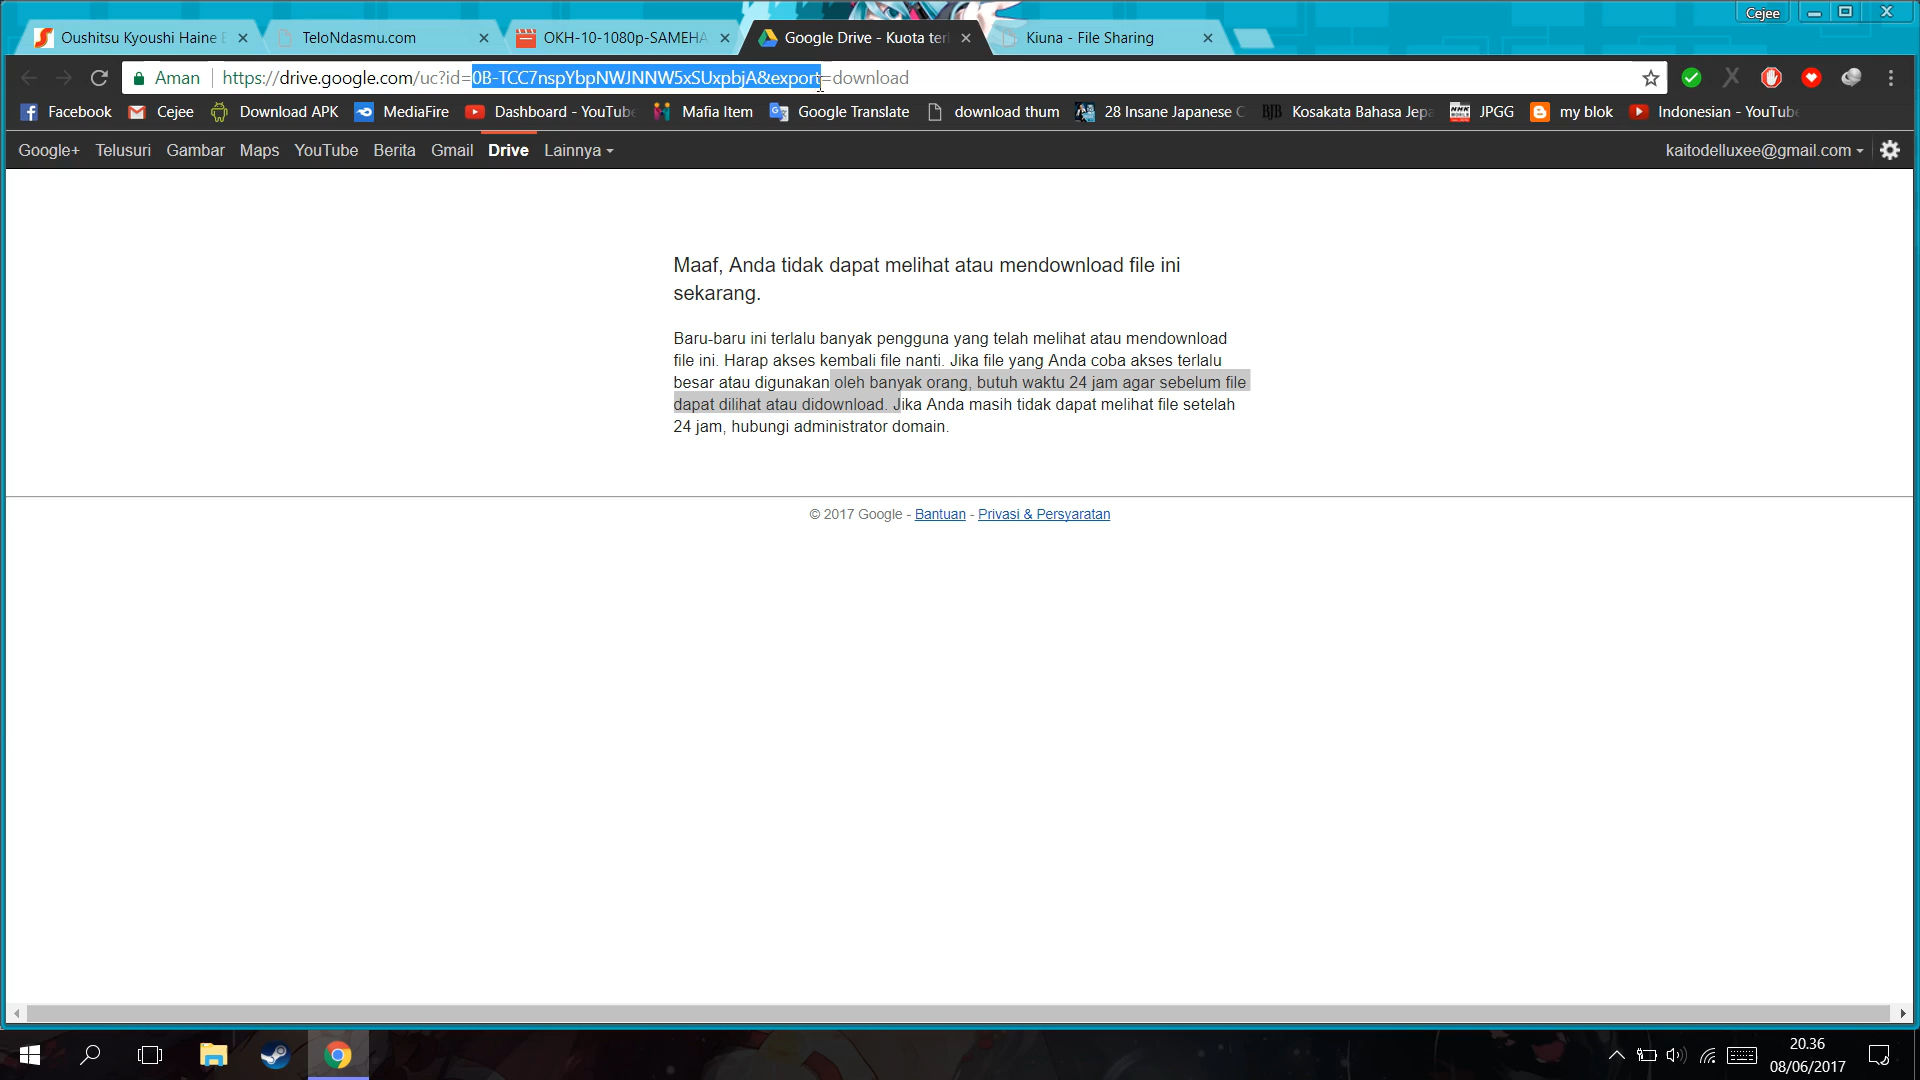 Cejee
Oushitsu Kyoushi Haine
TeloNdasmu.com
OKH-10-1080p-SAMEHA
Google Drive - Kuota ter
Kiuna - File Sharing
Aman
https://drive.google.com/uc?id=0B-TCC7nspYbpNWJNNW5xSUxpbjA&export=download
Facebook
Cejee
Download APK
MediaFire
Dashboard - YouTub
Mafia Item
Google Translate
download thum
28 Insane Japanese
BJB
Kosakata Bahasa Jepa
JPGG
my blok
Indonesian - YouTub
Google+ Telusuri Gambar Maps YouTube Berita Gmail Drive Lainnya
kaitodelluxee@gmail.com
Maaf, Anda tidak dapat melihat atau mendownload file ini
sekarang.
Baru-baru ini terlalu banyak pengguna yang telah melihat atau mendownload
file ini. Harap akses kembali file nanti. Jika file yang Anda coba akses terlalu
besar atau digunakan oleh banyak orang, butuh waktu 24 jam agar sebelum file
dapat dilihat atau didownload. Jika Anda masih tidak dapat melihat file setelah
24 jam, hubungi administrator domain.
© 2017 Google - Bantuan - Privasi & Persyaratan
20.36
08/06/2017